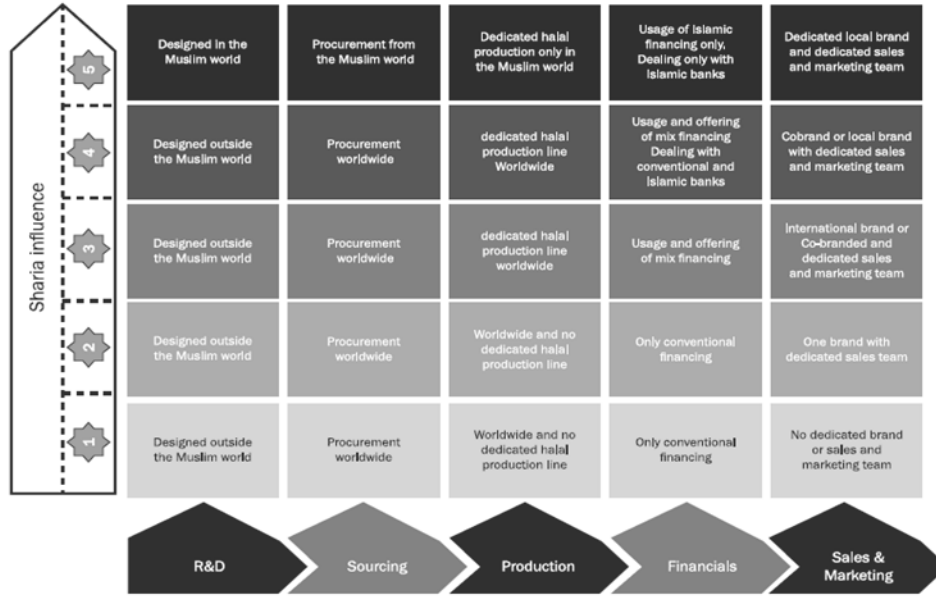 Sharia influence
5
Designed in the
Muslim world
Procurement from
the Muslim world
Dedicated halal
production only in
the Muslim world
Usage of Islamic
financing only,
Dealing only with
Islamic banks
Dedicated local brand
and dedicated sales
and marketing team
4
Designed outside
the Muslim world
Procurement
worldwide
dedicated halal
production line
Worldwide
Usage and offering
of mix financing
Dealing with
conventional and
Islamic banks
Cobrand or local brand
with dedicated sales
and marketing team
3
Designed outside
the Muslim world
Procurement
worldwide
dedicated halal
production line
worldwide
Usage and offering
of mix financing
International brand or
Co-branded and
dedicated sales
and marketing team
2
Designed outside
the Muslim world
Procurement
worldwide
Worldwide and no
dedicated halal
production line
Only conventional
financing
One brand with
dedicated sales team
1
Designed outside
the Muslim world
Procurement
worldwide
Worldwide and no
dedicated halal
production line
Only conventional
financing
No dedicated brand
or sales and
marketing team
R&D
Sourcing
Production
Financials
Sales &
Marketing